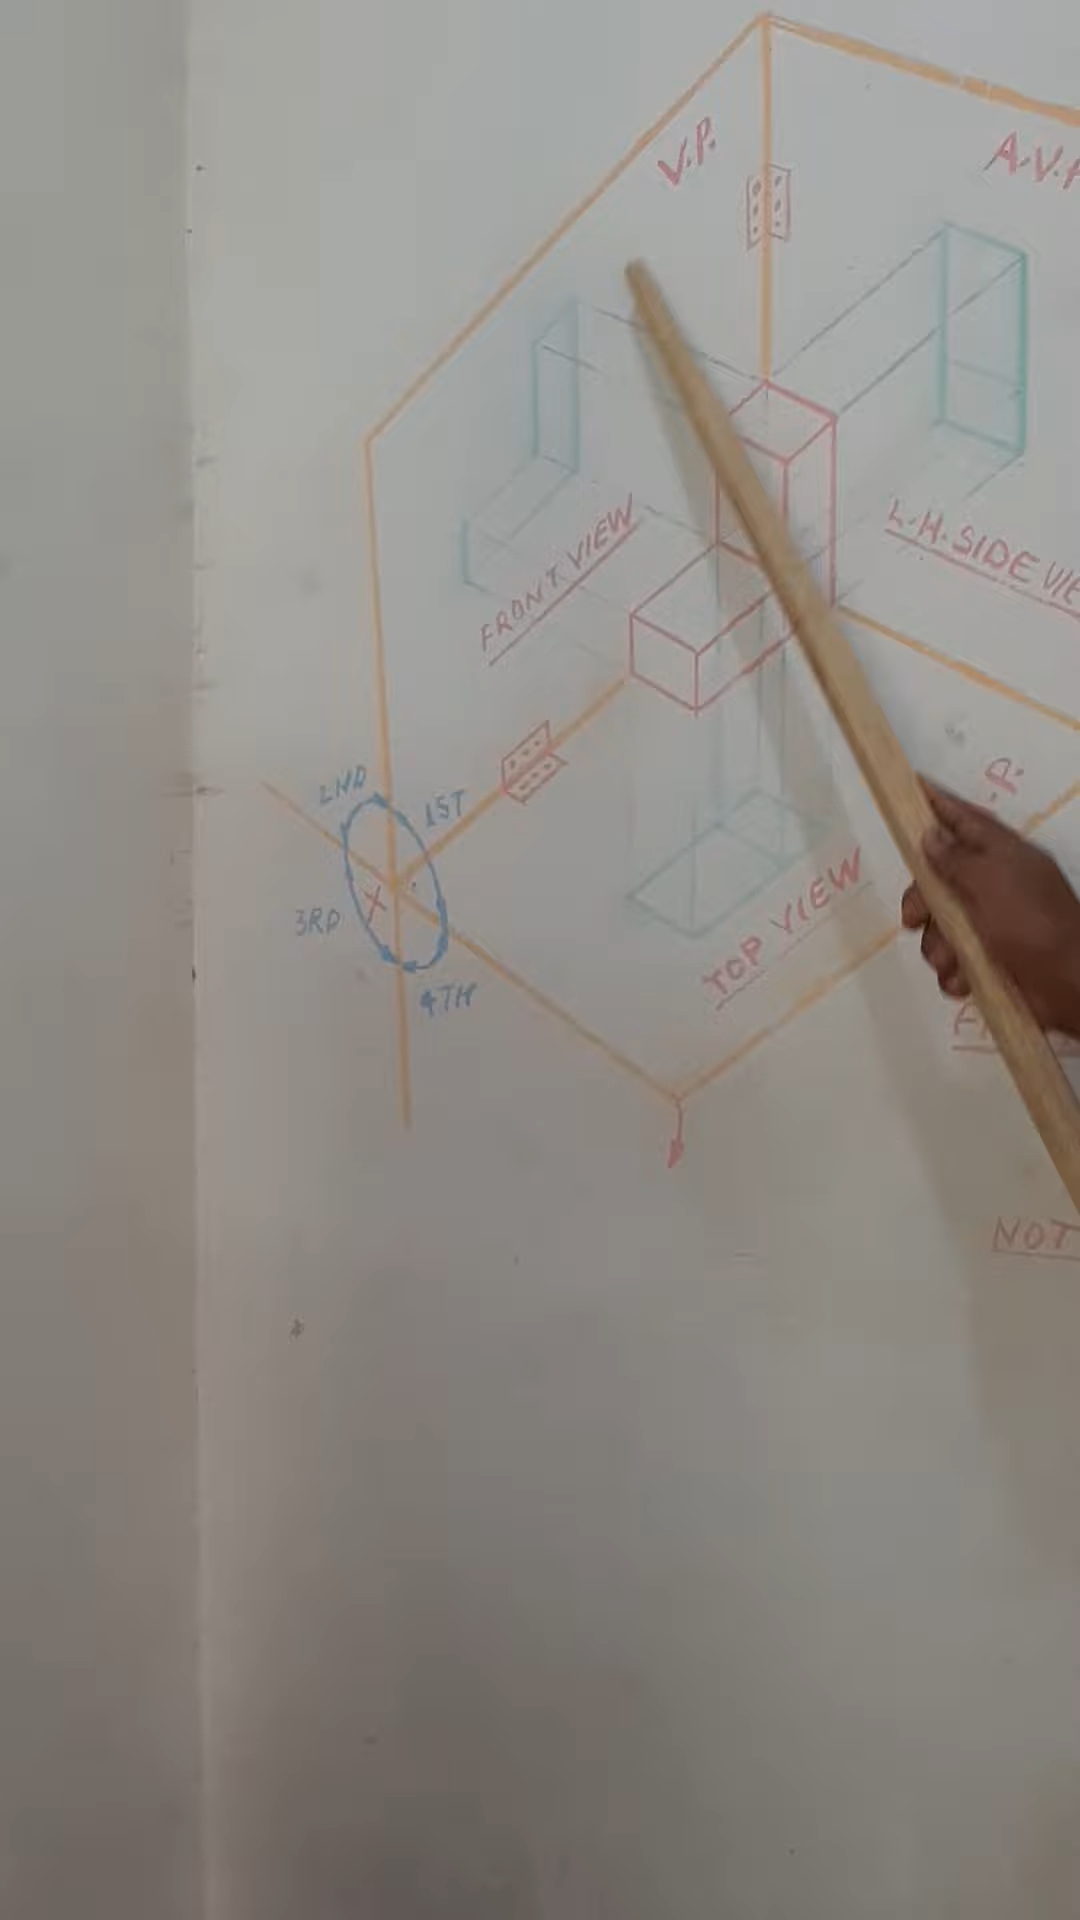 V.P.
A.V.P
L.H.SIDE VIE
FRONT VIEW
2ND
1ST
3RD
4TH
X
P.
TOP VIEW
NOT